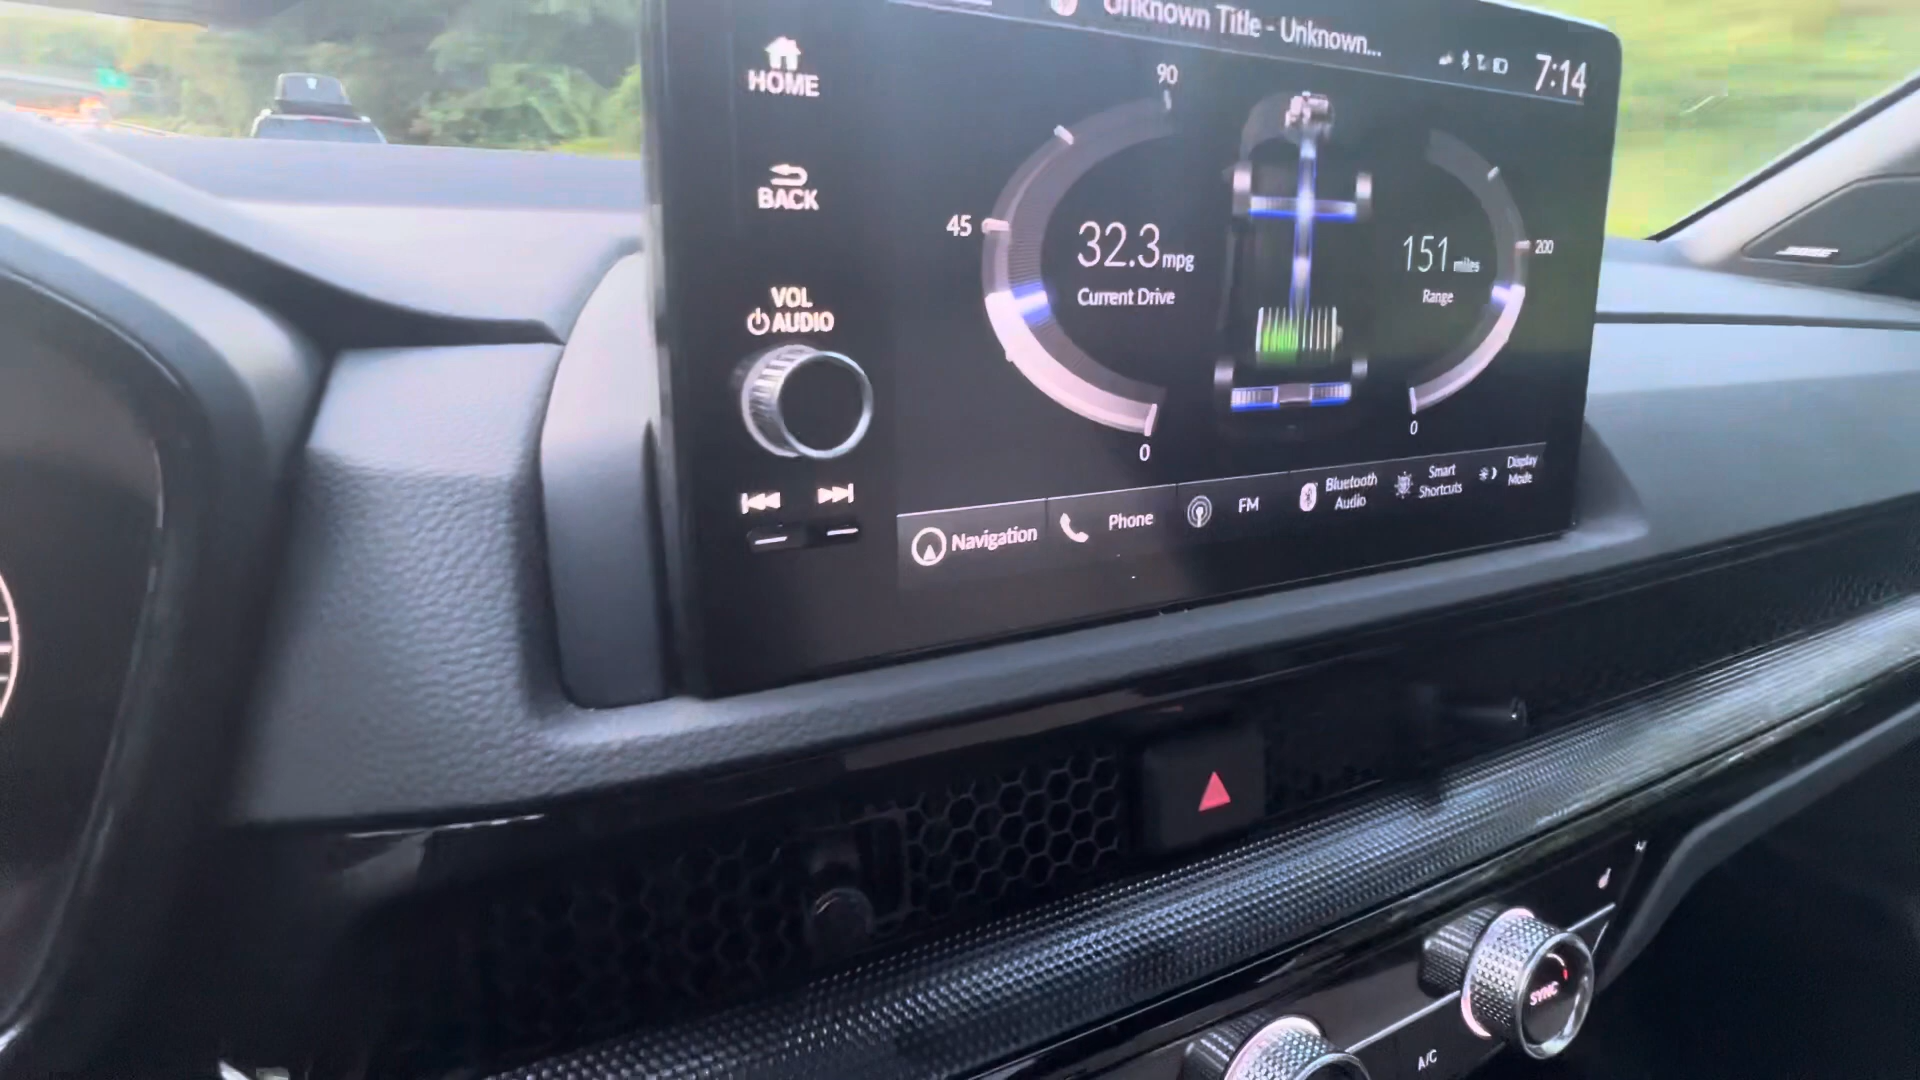 Unknown Title - Unknown...
7:14
HOME
BACK
VOL
AUDIO
90
45
0
32.3 mpg
Current Drive
151 miles
Range
200
0
Navigation
Phone
FM
Bluetooth
Audio
Smart
Shortcuts
Display
Mode
BOSE
SYNC
A/C